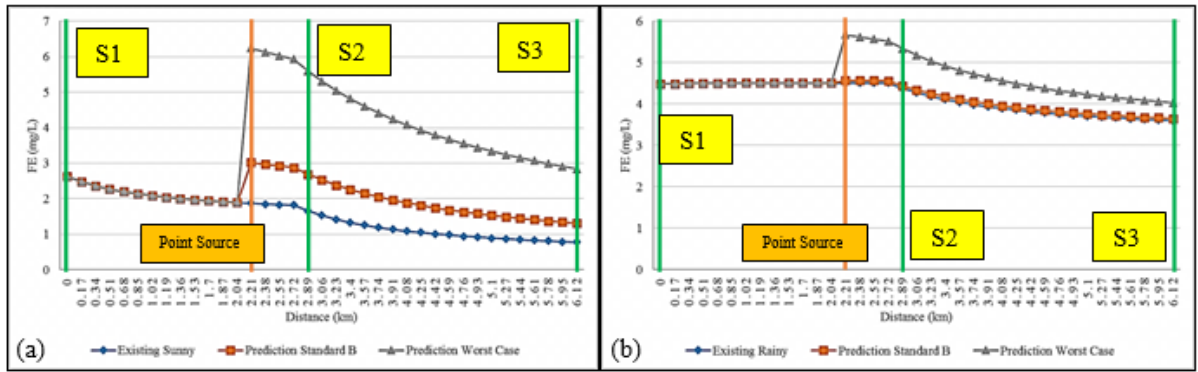 7
6
5
4
3
2
1
0
FE (mg/L)
S1
S2
S3
Point Source
0 0.17 0.34 0.51 0.68 0.85 1.02 1.19 1.36 1.53 1.7 1.87 2.04 2.21 2.38 2.55 2.72 2.89 3.06 3.23 3.4 3.57 3.74 3.91 4.08 4.25 4.42 4.59 4.76 4.93 5.1 5.27 5.44 5.61 5.78 5.95 6.12
Distance (km)
(a)
Existing Sunny Prediction Standard B Prediction Worst Case
6
5
4
3
2
1
0
FE (mg/L)
S1
S2
S3
Point Source
0 0.17 0.34 0.51 0.68 0.85 1.02 1.19 1.36 1.53 1.7 1.87 2.04 2.21 2.38 2.55 2.72 2.89 3.06 3.23 3.4 3.57 3.74 3.91 4.08 4.25 4.42 4.59 4.76 4.93 5.1 5.27 5.44 5.61 5.78 5.95 6.12
Distance (km)
(b)
Existing Rainy Prediction Standard B Prediction Worst Case